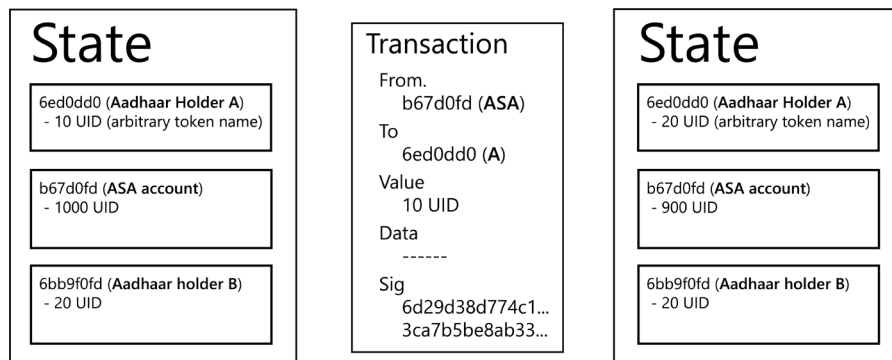 State
6ed0dd0 (Aadhaar Holder A)
- 10 UID (arbitrary token name)
b67d0fd (ASA account)
- 1000 UID
6bb9f0fd (Aadhaar holder B)
- 20 UID
Transaction
From.
b67d0fd (ASA)
To
6ed0dd0 (A)
Value
10 UID
Data
------
Sig
6d29d38d774c1...
3ca7b5be8ab33...
State
6ed0dd0 (Aadhaar Holder A)
- 20 UID (arbitrary token name)
b67d0fd (ASA account)
- 900 UID
6bb9f0fd (Aadhaar holder B)
- 20 UID